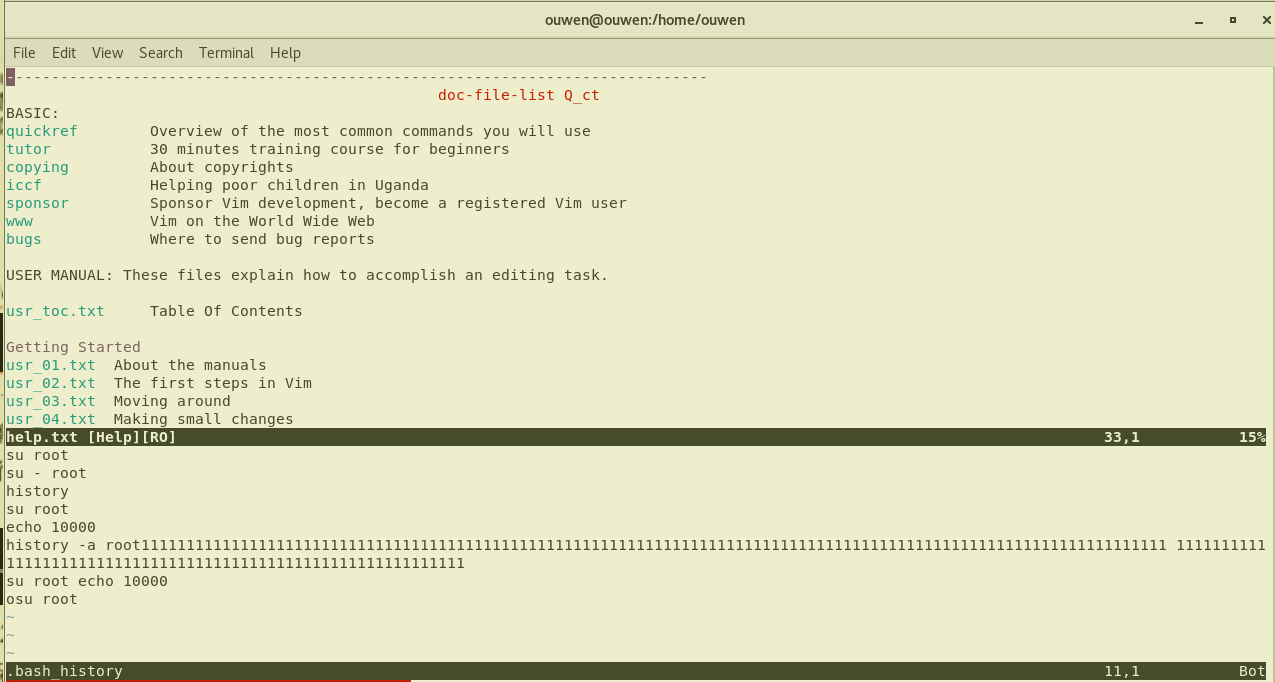 ouwen@ouwen:/home/ouwen
File Edit View Search Terminal Help
------------------------------------------------------------------------------
doc-file-list Q_ct
BASIC:
quickref Overview of the most common commands you will use
tutor 30 minutes training course for beginners
copying About copyrights
iccf Helping poor children in Uganda
sponsor Sponsor Vim development, become a registered Vim user
www Vim on the World Wide Web
bugs Where to send bug reports
USER MANUAL: These files explain how to accomplish an editing task.
usr_toc.txt Table Of Contents
Getting Started
usr_01.txt About the manuals
usr_02.txt The first steps in Vim
usr_03.txt Moving around
usr_04.txt Making small changes
help.txt [Help][RO] 33,1 15%
su root
su - root
history
su root
echo 10000
history -a root111111111111111111111111111111111111111111111111111111111111111111111111111111111111111111111111111111111111111111 1111111111
111111111111111111111111111111111111111111111111111
su root echo 10000
osu root
~
~
~
.bash_history 11,1 Bot